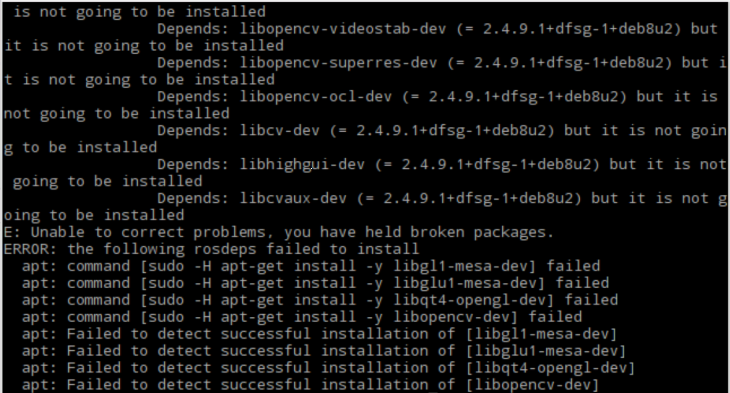 is not going to be installed
Depends: libopencv-videostab-dev (= 2.4.9.1+dfsg-1+deb8u2) but
it is not going to be installed
Depends: libopencv-superres-dev (= 2.4.9.1+dfsg-1+deb8u2) but i
t is not going to be installed
Depends: libopencv-ocl-dev (= 2.4.9.1+dfsg-1+deb8u2) but it is
not going to be installed
Depends: libcv-dev (= 2.4.9.1+dfsg-1+deb8u2) but it is not goin
g to be installed
Depends: libhighgui-dev (= 2.4.9.1+dfsg-1+deb8u2) but it is not
going to be installed
Depends: libcvaux-dev (= 2.4.9.1+dfsg-1+deb8u2) but it is not g
oing to be installed
E: Unable to correct problems, you have held broken packages.
ERROR: the following rosdeps failed to install
apt: command [sudo -H apt-get install -y libgl1-mesa-dev] failed
apt: command [sudo -H apt-get install -y libglu1-mesa-dev] failed
apt: command [sudo -H apt-get install -y libqt4-opengl-dev] failed
apt: command [sudo -H apt-get install -y libopencv-dev] failed
apt: Failed to detect successful installation of [libgl1-mesa-dev]
apt: Failed to detect successful installation of [libglu1-mesa-dev]
apt: Failed to detect successful installation of [libqt4-opengl-dev]
apt: Failed to detect successful installation of [libopencv-dev]